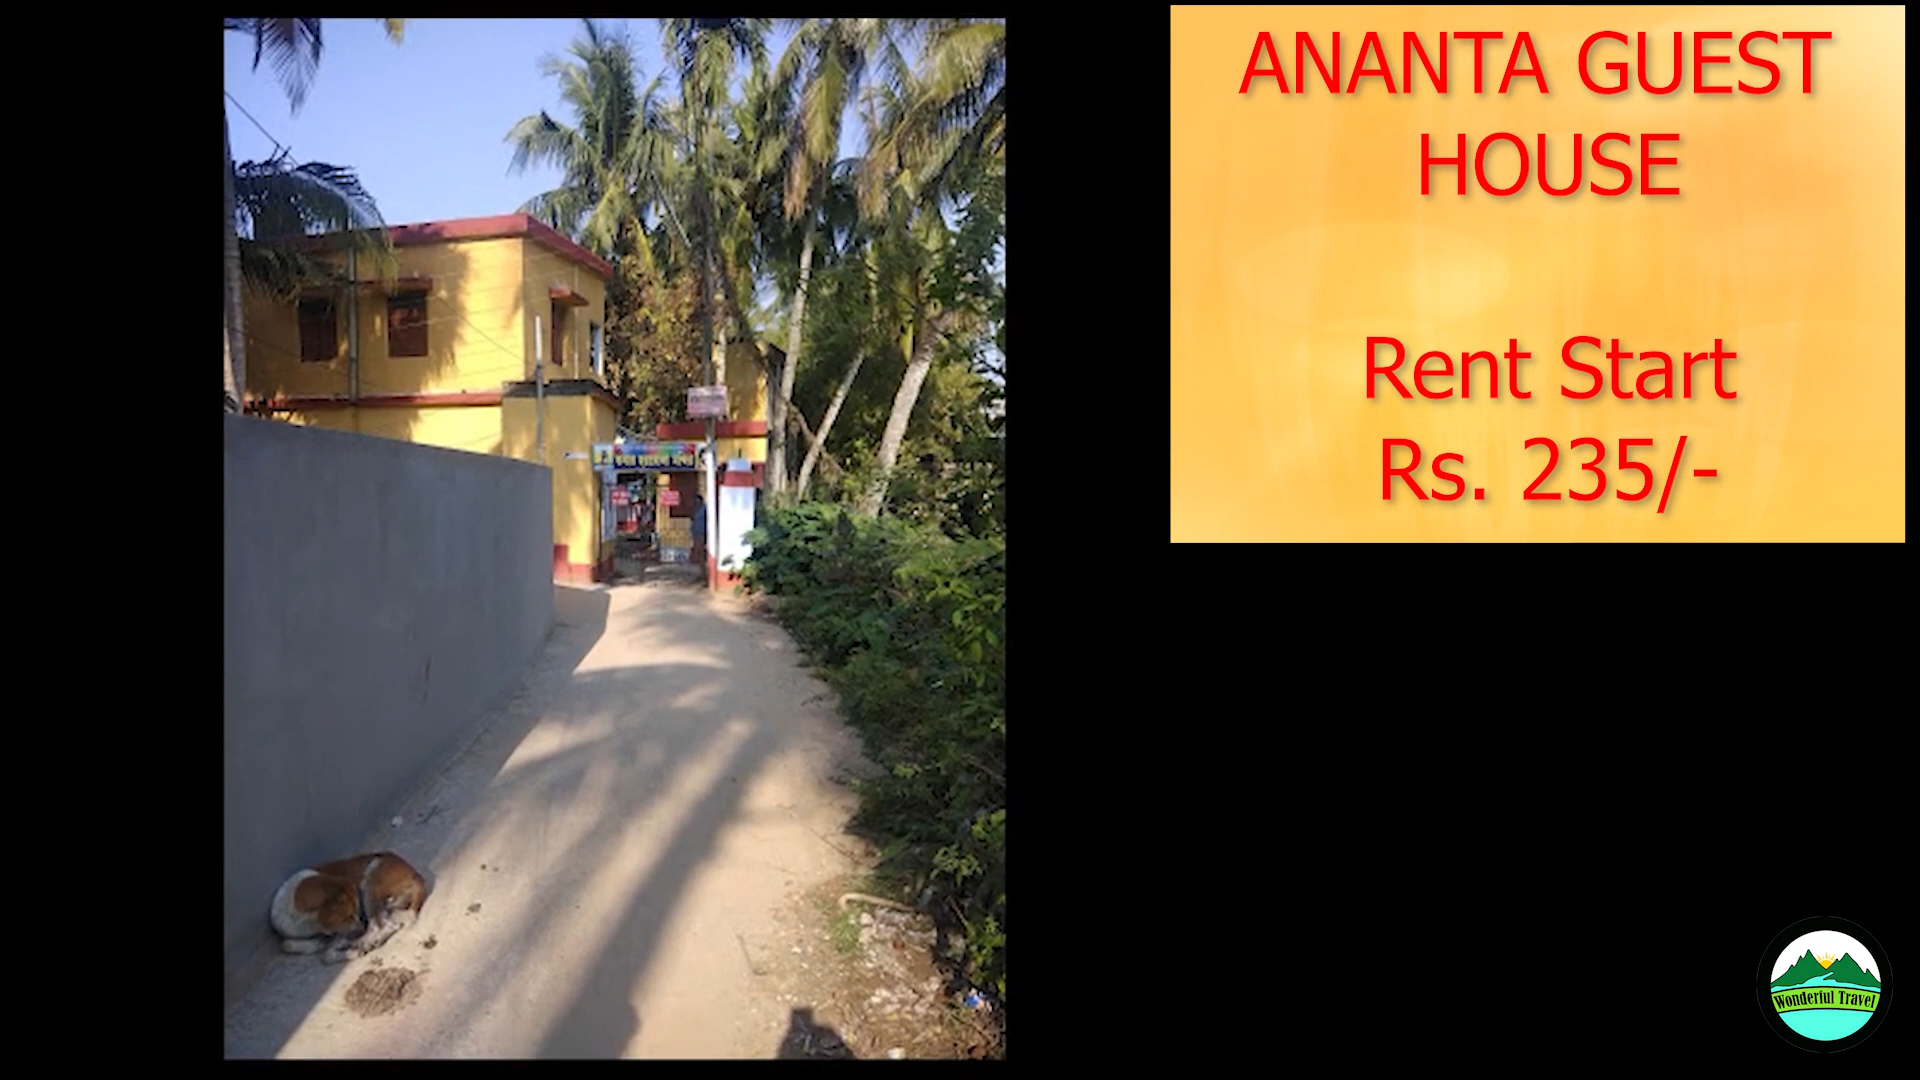 ANANTA GUEST
HOUSE
Rent Start
Rs. 235/-
Wonderful Travel